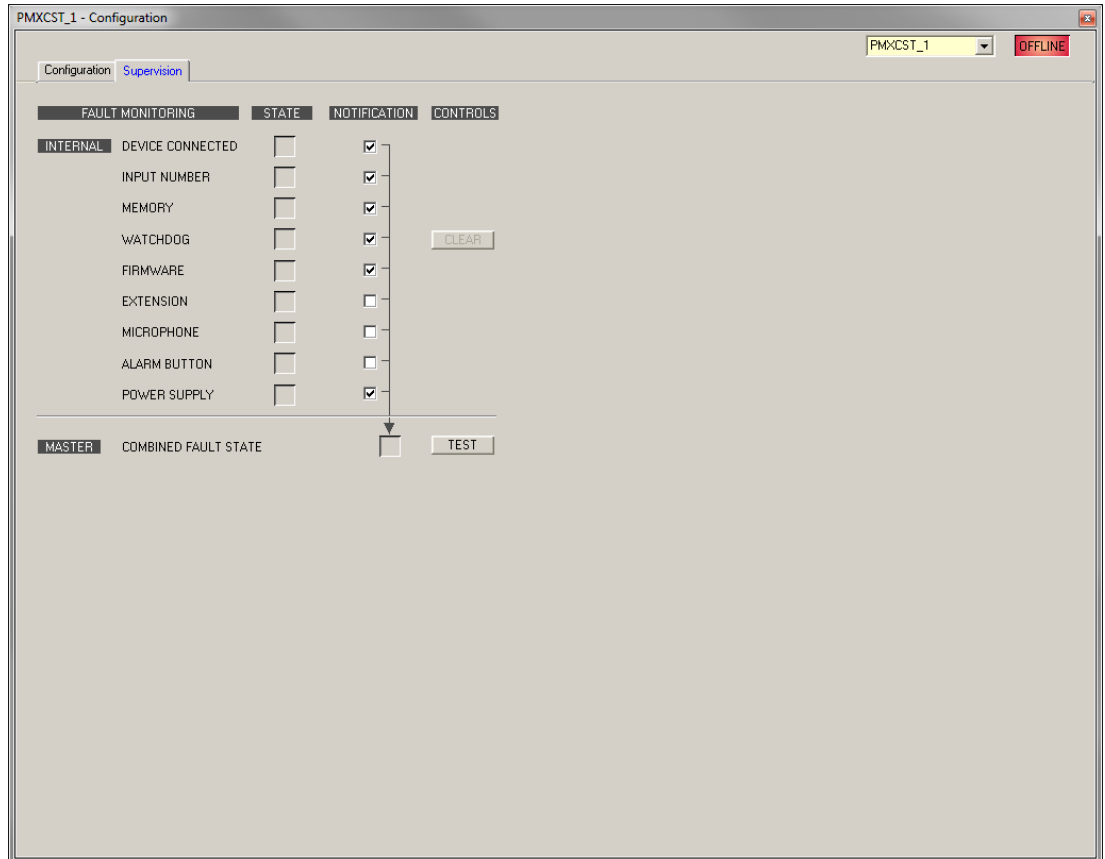 PMXCST_1 - Configuration
PMXCST_1 OFFLINE
Configuration Supervision
FAULT MONITORING STATE NOTIFICATION CONTROLS
INTERNAL DEVICE CONNECTED
INPUT NUMBER
MEMORY
WATCHDOG CLEAR
FIRMWARE
EXTENSION
MICROPHONE
ALARM BUTTON
POWER SUPPLY
MASTER COMBINED FAULT STATE TEST